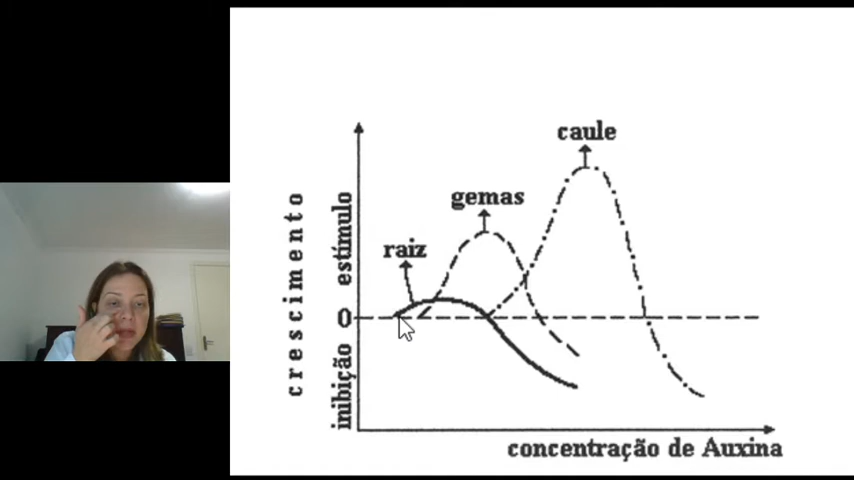 caule
gemas
raiz
crescimento
inibição 0 estímulo
concentração de Auxina